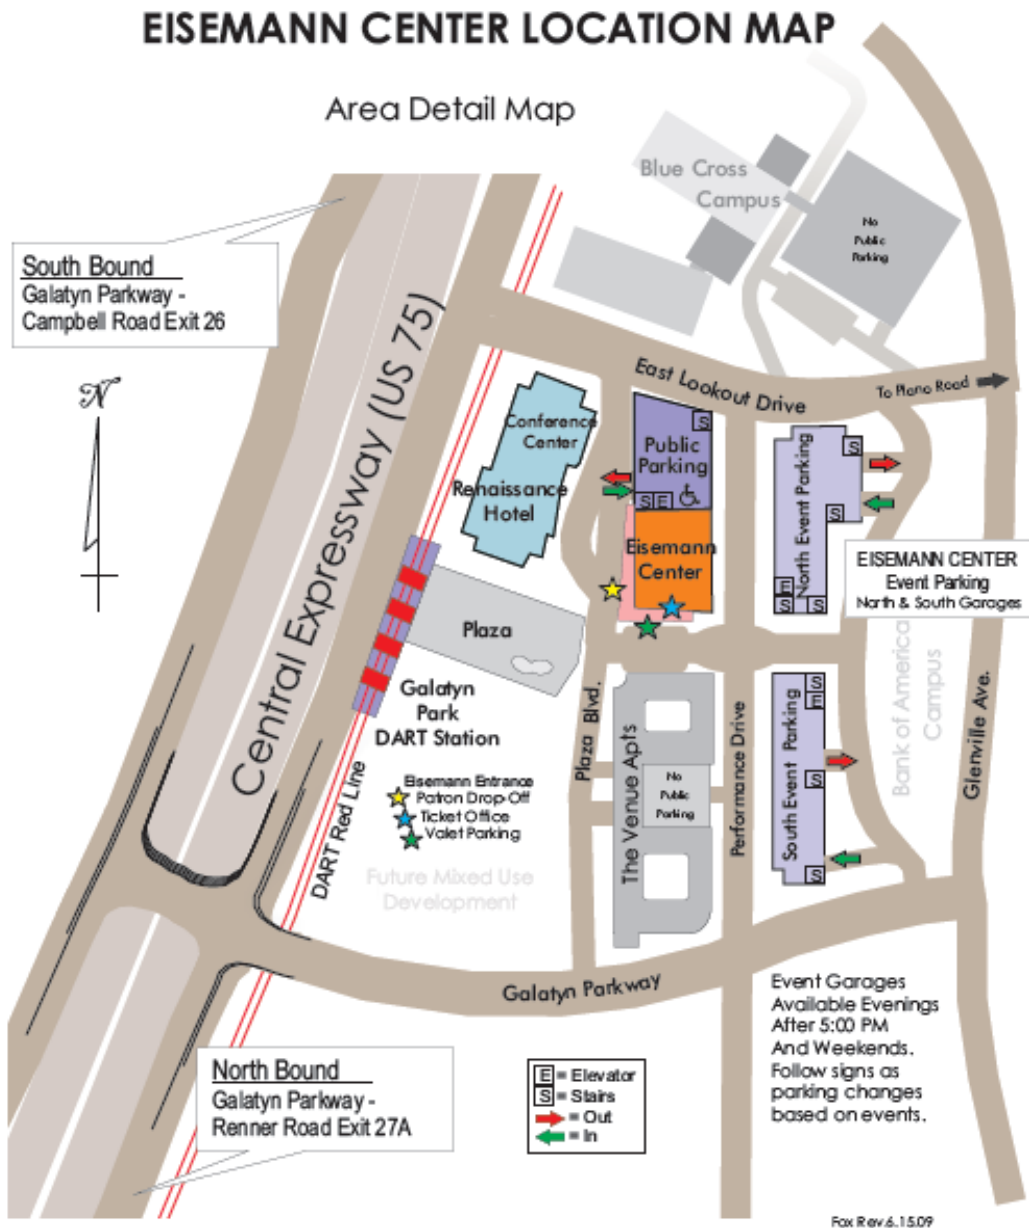 EISEMANN CENTER LOCATION MAP
Area Detail Map
Blue Cross
Campus
No
Public
Parking
South Bound
Galatyn Parkway -
Campbell Road Exit 26
N
Central Expressway (US 75)
East Lookout Drive
To Plano Road
Conference
Center
Renaissance
Hotel
S
Public
Parking
S E
Eisemann
Center
North Event Parking
S
S
E
S S
EISEMANN CENTER
Event Parking
North & South Garages
Plaza
Galatyn
Park
DART Station
Plaza Blvd.
The Venue Apts
No
Public
Parking
Performance Drive
South Event Parking
S
E
S
S
Bank of America
Campus
Glenville Ave.
DART Red Line
Eisemann Entrance
Patron Drop-Off
Ticket Office
Valet Parking
Future Mixed Use
Development
Galatyn Parkway
Event Garages
Available Evenings
After 5:00 PM
And Weekends.
Follow signs as
parking changes
based on events.
North Bound
Galatyn Parkway -
Renner Road Exit 27A
E = Elevator
S = Stairs
= Out
= In
Fox Rev.6.15.09